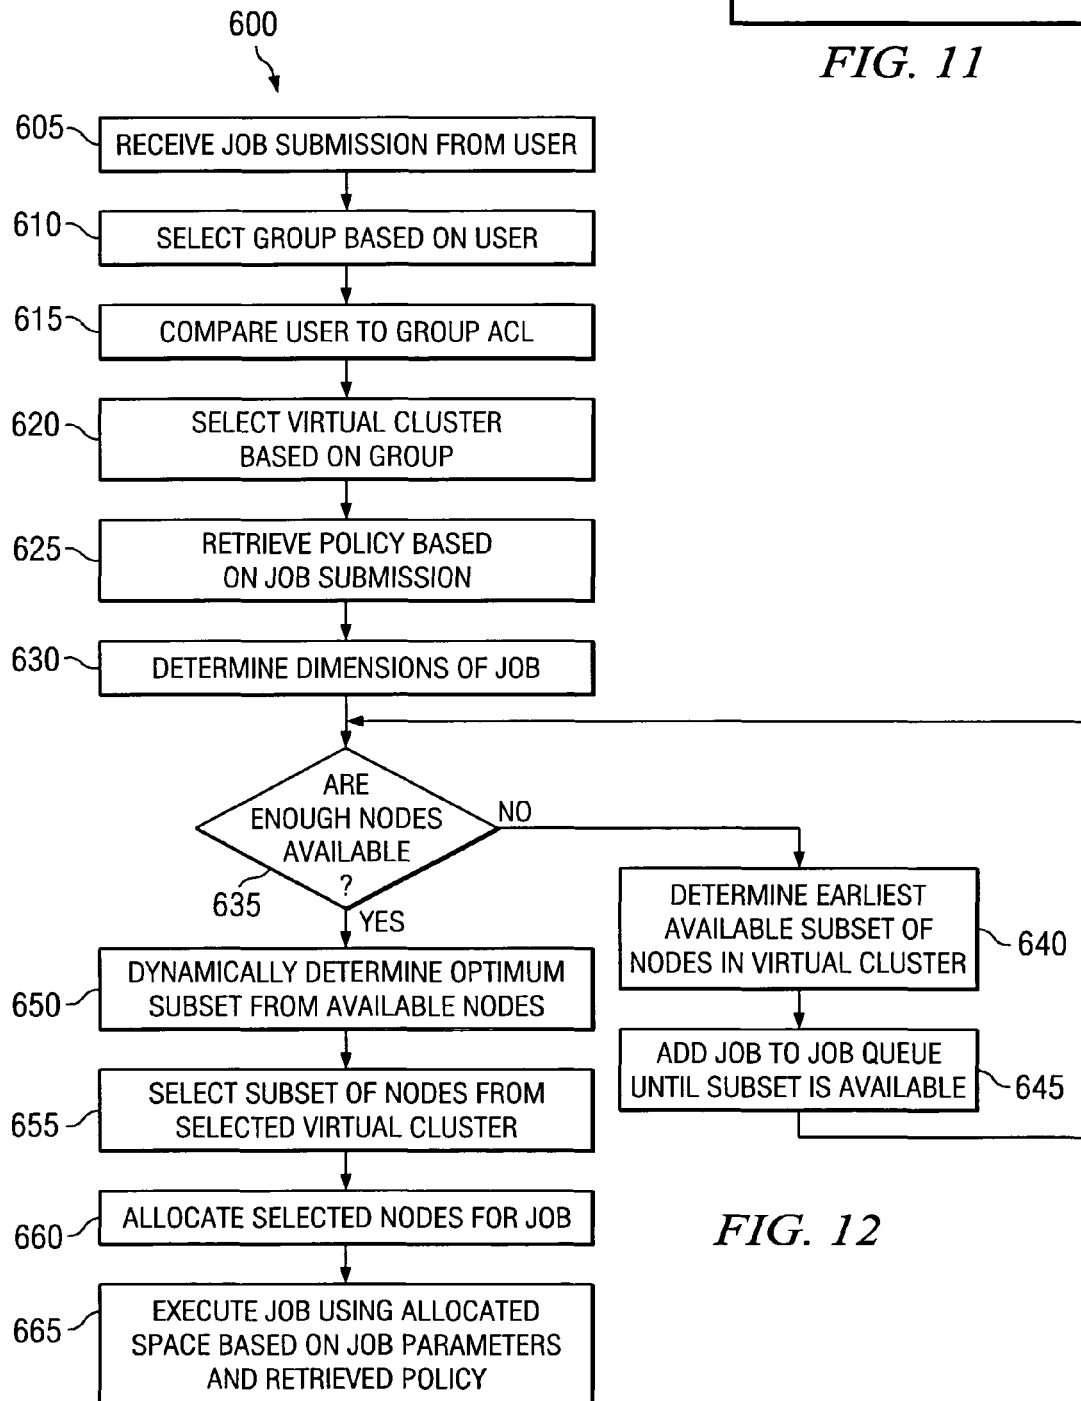 600
FIG. 11
605
RECEIVE JOB SUBMISSION FROM USER
610
SELECT GROUP BASED ON USER
615
COMPARE USER TO GROUP ACL
620
SELECT VIRTUAL CLUSTER
BASED ON GROUP
625
RETRIEVE POLICY BASED
ON JOB SUBMISSION
630
DETERMINE DIMENSIONS OF JOB
ARE
ENOUGH NODES
AVAILABLE
?
635
NO
YES
DETERMINE EARLIEST
AVAILABLE SUBSET OF
NODES IN VIRTUAL CLUSTER
640
ADD JOB TO JOB QUEUE
UNTIL SUBSET IS AVAILABLE
645
650
DYNAMICALLY DETERMINE OPTIMUM
SUBSET FROM AVAILABLE NODES
655
SELECT SUBSET OF NODES FROM
SELECTED VIRTUAL CLUSTER
660
ALLOCATE SELECTED NODES FOR JOB
665
EXECUTE JOB USING ALLOCATED
SPACE BASED ON JOB PARAMETERS
AND RETRIEVED POLICY
FIG. 12